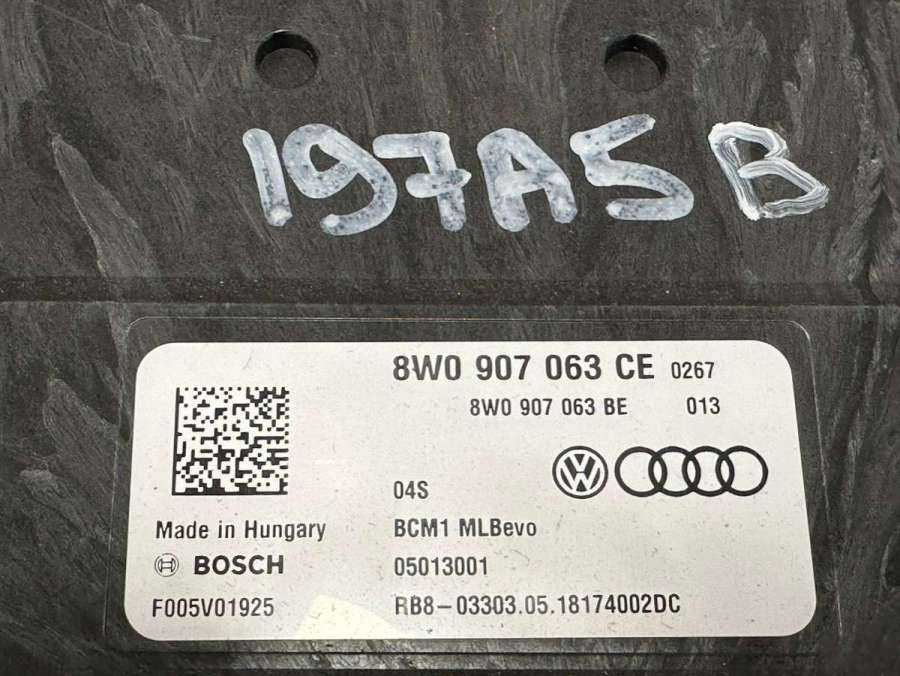 197A5B
8W0 907 063 CE 0267
8W0 907 063 BE 013
04S
Made in Hungary BCM1 MLBevo
BOSCH 05013001
F005V01925 RB8-03303.05.18174002DC